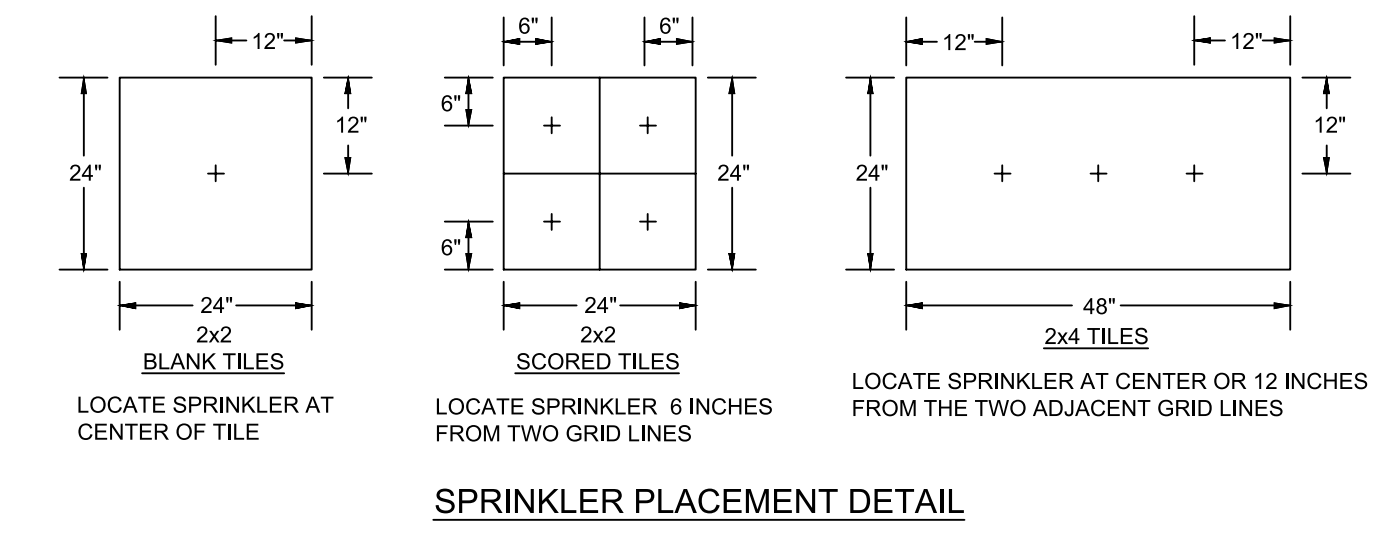 12"
12"
24"
24"
2x2
BLANK TILES
LOCATE SPRINKLER AT
CENTER OF TILE
6"
6"
6"
6"
24"
24"
2x2
SCORED TILES
LOCATE SPRINKLER 6 INCHES
FROM TWO GRID LINES
12"
12"
24"
12"
48"
2x4 TILES
LOCATE SPRINKLER AT CENTER OR 12 INCHES
FROM THE TWO ADJACENT GRID LINES
SPRINKLER PLACEMENT DETAIL